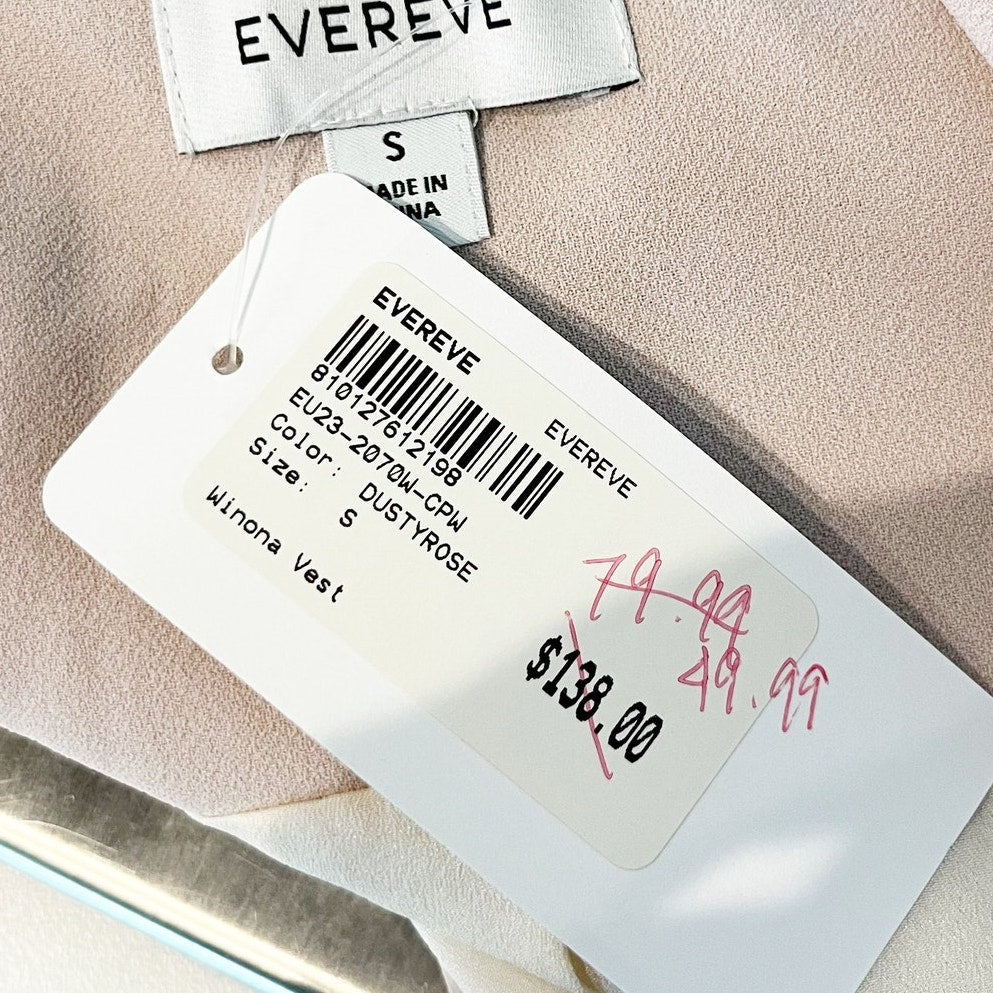 EVEREVE
S
MADE IN
CHINA
EVEREVE
810127612198
EVEREVE
EU23-2070W-CPW
Color: DUSTYROSE
Size: S
Winona Vest
79.99
$138.00
49.99